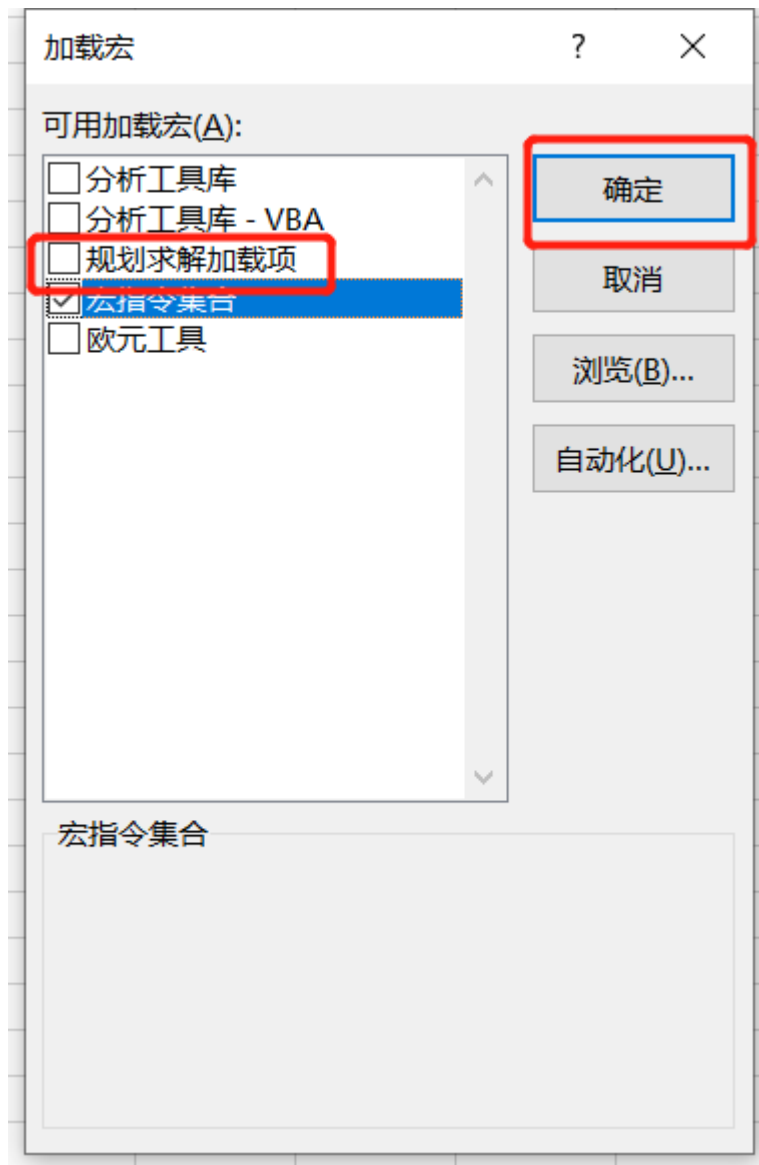 加载宏
?
可用加载宏(A):
分析工具库
分析工具库 - VBA
规划求解加载项
宏指令集合
欧元工具
确定
取消
浏览(B)...
自动化(U)...
宏指令集合